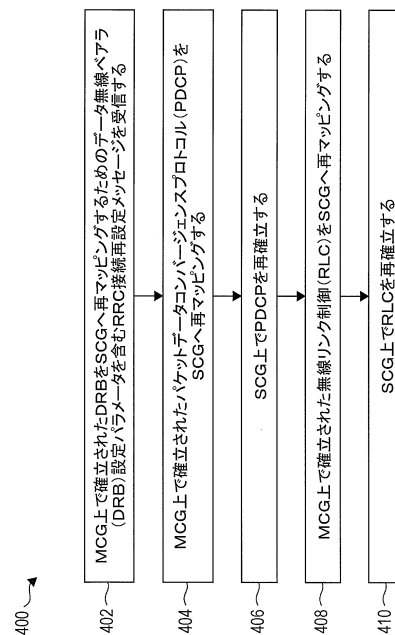 400
MCG上で確立されたDRBをSCGへ再マッピングするためのデータ無線ベアラ
(DRB)設定パラメータを含むRRC接続再設定メッセージを受信する
402
MCG上で確立されたパケットデータコンバージェンスプロトコル(PDCP)を
SCGへ再マッピングする
404
SCG上でPDCPを再確立する
406
MCG上で確立された無線リンク制御(RLC)をSCGへ再マッピングする
408
SCG上でRLCを再確立する
410